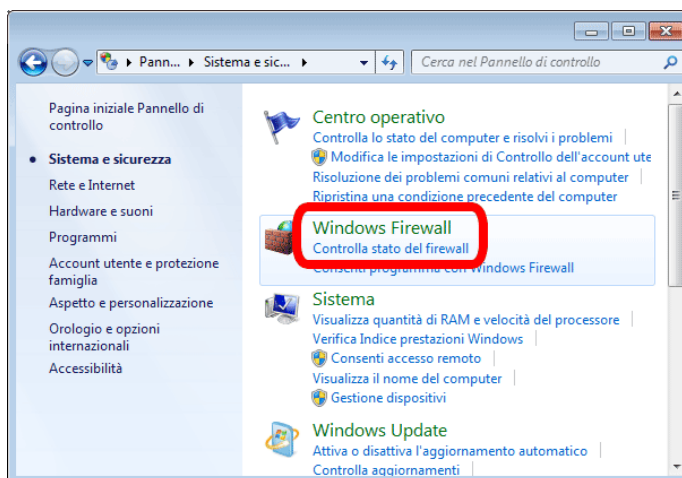 Pann... Sistema e sic...
Cerca nel Pannello di controllo
Pagina iniziale Pannello di
controllo
Sistema e sicurezza
Rete e Internet
Hardware e suoni
Programmi
Account utente e protezione
famiglia
Aspetto e personalizzazione
Orologio e opzioni
internazionali
Accessibilità
Centro operativo
Controlla lo stato del computer e risolvi i problemi
Modifica le impostazioni di Controllo dell'account ute
Risoluzione dei problemi comuni relativi al computer
Ripristina una condizione precedente del computer
Windows Firewall
Controlla stato del firewall
Consenti programma con Windows Firewall
Sistema
Visualizza quantità di RAM e velocità del processore
Verifica Indice prestazioni Windows
Consenti accesso remoto
Visualizza il nome del computer
Gestione dispositivi
Windows Update
Attiva o disattiva l'aggiornamento automatico
Controlla aggiornamenti